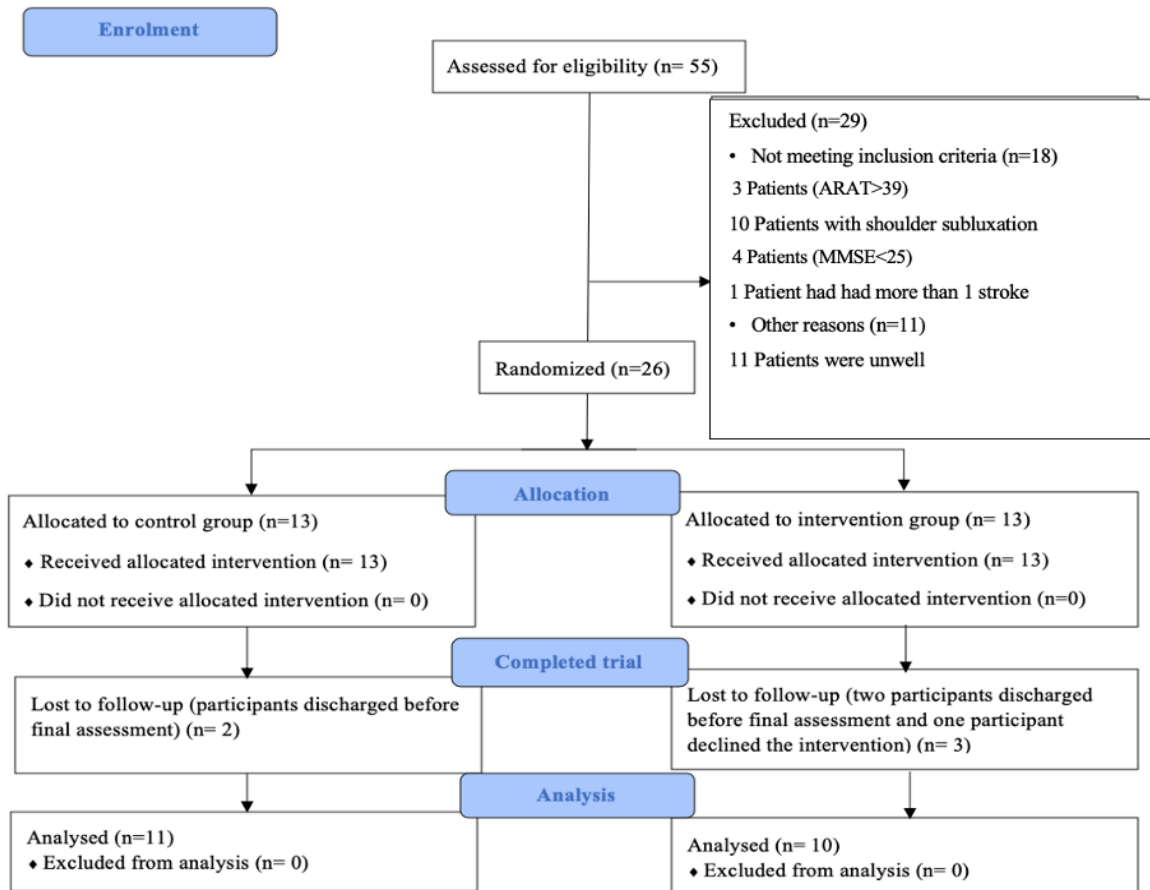 Enrolment
Assessed for eligibility (n= 55)
Excluded (n=29)
• Not meeting inclusion criteria (n=18)
3 Patients (ARAT>39)
10 Patients with shoulder subluxation
4 Patients (MMSE<25)
1 Patient had had more than 1 stroke
• Other reasons (n=11)
11 Patients were unwell
Randomized (n=26)
Allocation
Allocated to control group (n=13)
♦ Received allocated intervention (n= 13)
♦ Did not receive allocated intervention (n= 0)
Allocated to intervention group (n= 13)
♦ Received allocated intervention (n= 13)
♦ Did not receive allocated intervention (n=0)
Completed trial
Lost to follow-up (participants discharged before
final assessment) (n= 2)
Lost to follow-up (two participants discharged
before final assessment and one participant
declined the intervention) (n= 3)
Analysis
Analysed (n=11)
♦ Excluded from analysis (n= 0)
Analysed (n= 10)
♦ Excluded from analysis (n= 0)